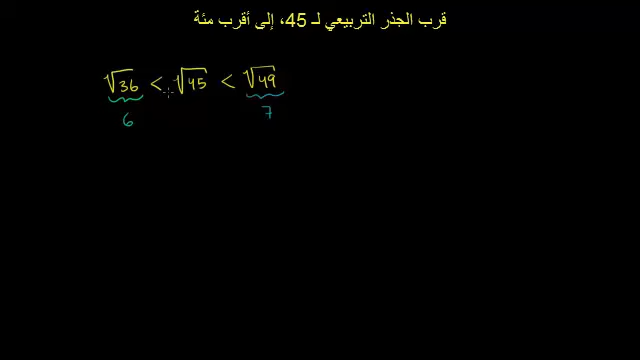 قرب الجذر التربيعي لـ 45، إلى أقرب مئة
√36 < √45 < √49
6 7